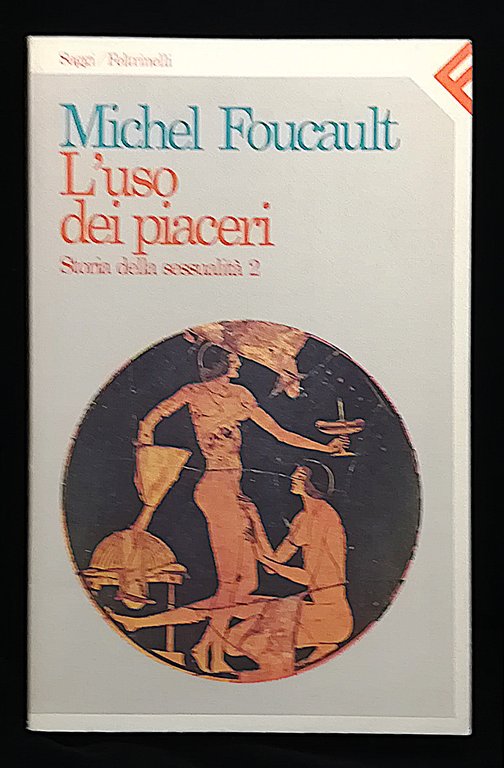 Saggi/Feltrinelli
Michel Foucault
L'uso
dei piaceri
Storia della sessualità 2